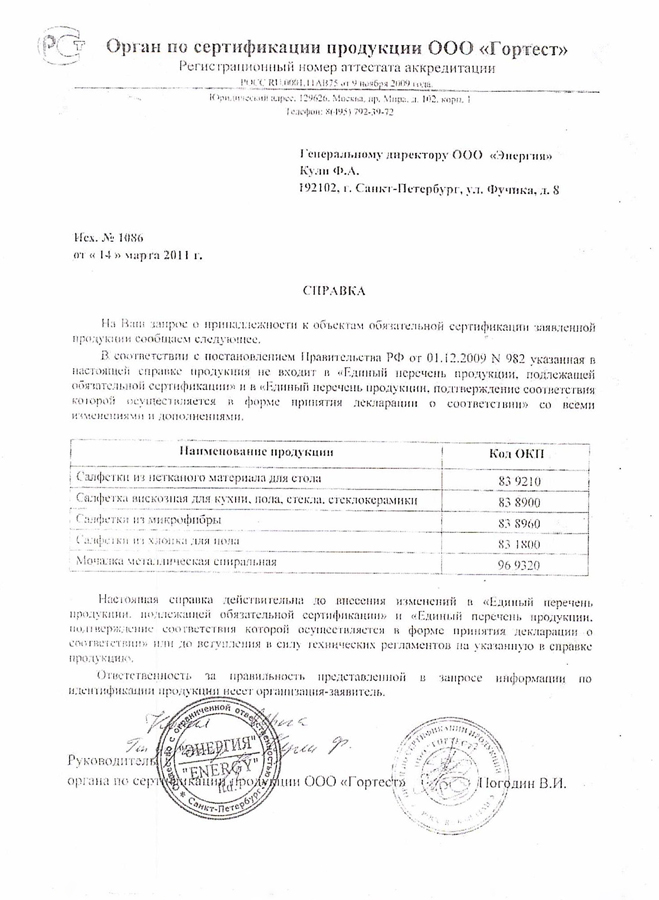 РСТ
Орган по сертификации продукции ООО «Гортест»
Регистрационный номер аттестата аккредитации
РОСС RU.0001.11АВ75 от 9 ноября 2009 года
Юридический адрес, 129626, Москва, пр. Мира, д. 102, корп. 1
Телефон: 8(495) 792-39-72
Генеральному директору ООО «Энергия»
Кули Ф.А.
192102, г. Санкт-Петербург, ул. Фучика, д. 8
Исх. № 1086
от « 14 » марта 2011 г.
СПРАВКА
На Ваш запрос о принадлежности к объектам обязательной сертификации заявленной
продукции сообщаем следующее.
В соответствии с постановлением Правительства РФ от 01.12.2009 N 982 указанная в
настоящей справке продукция не входит в «Единый перечень продукции, подлежащей
обязательной сертификации» и в «Единый перечень продукции, подтверждение соответствия
которой осуществляется в форме принятия декларации о соответствии» со всеми
изменениями и дополнениями.
Наименование продукции Код ОКП
Салфетки из нетканого материала для стола 83 9210
Салфетка вискозная для кухни, пола, стекла, стеклокерамики 83 8900
Салфетки из микрофибры 83 8960
Салфетки из хлопка для пола 83 1800
Мочалка металлическая спиральная 96 9320
Настоящая справка действительна до внесения изменений в «Единый перечень
продукции, подлежащей обязательной сертификации» и «Единый перечень продукции,
подтверждение соответствия которой осуществляется в форме принятия декларации о
соответствии» или до вступления в силу технических регламентов на указанную в справке
продукцию.
Ответственность за правильность представленной в запросе информации по
идентификации продукции несет организация-заявитель.
Руководитель
органа по сертификации продукции ООО «Гортест» Погодин В.И.
Общество с ограниченной ответственностью
"ЭНЕРГИЯ"
"ENERGY"
ltd.
Санкт-Петербург